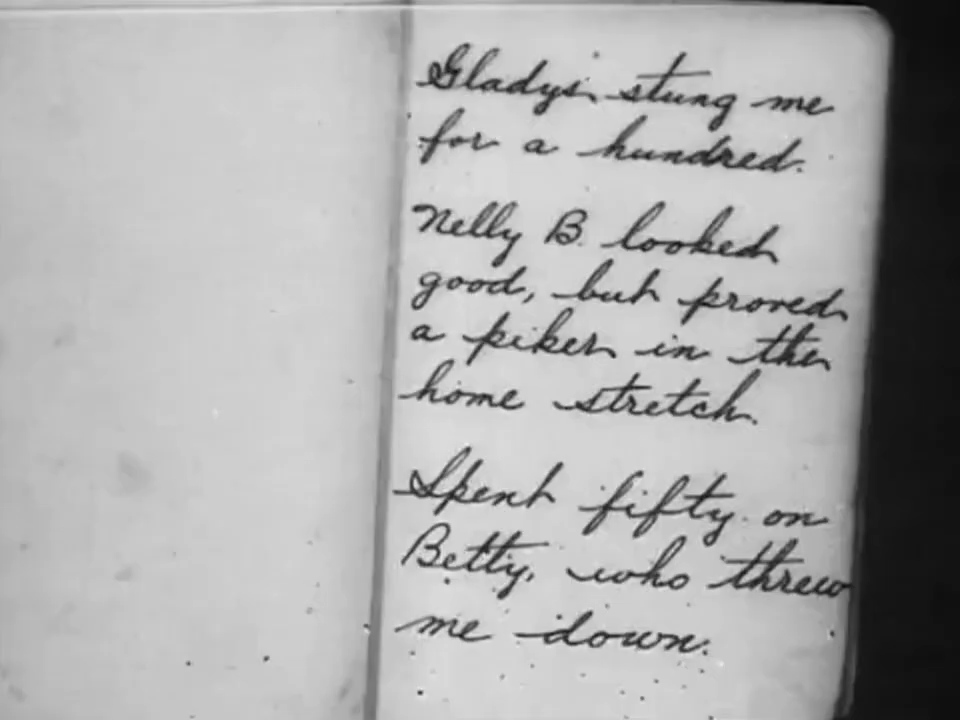 Gladys stung me
for a hundred.
Nelly B. looked
good, but proved
a piker in the
home stretch.
Spent fifty on
Betty, who threw
me down.